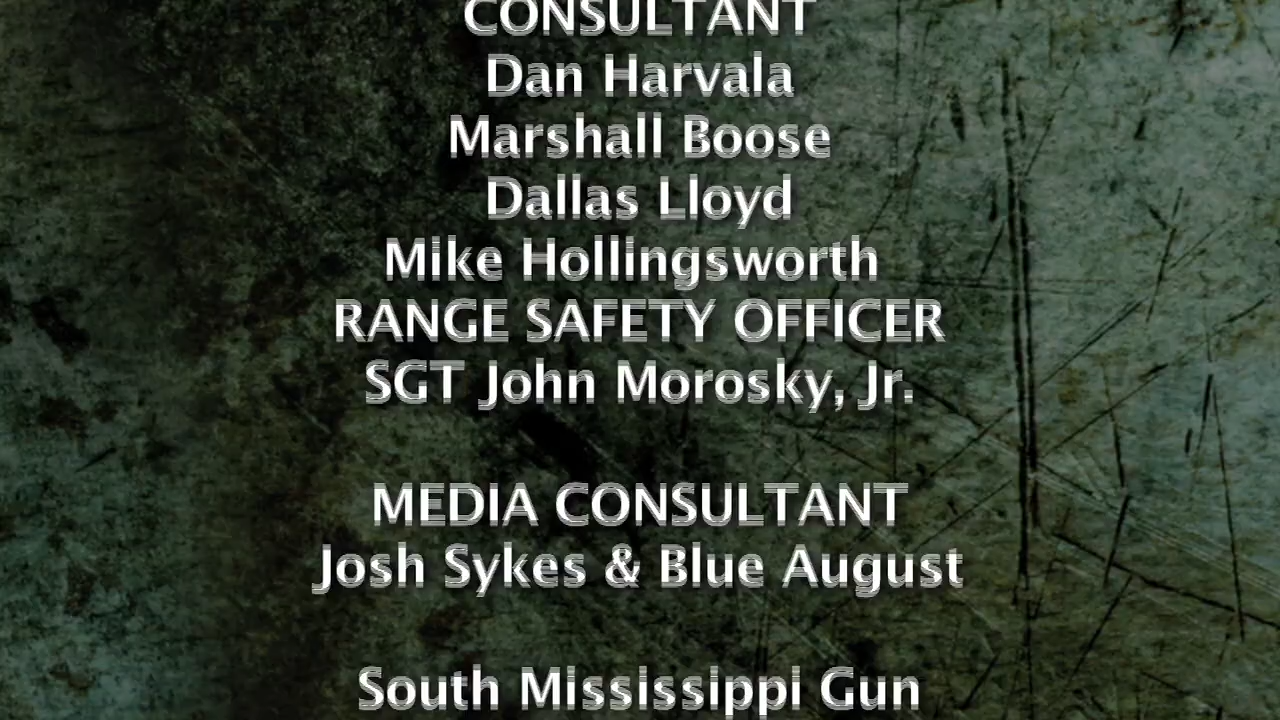 CONSULTANT
Dan Harvala
Marshall Boose
Dallas Lloyd
Mike Hollingsworth
RANGE SAFETY OFFICER
SGT John Morosky, Jr.
MEDIA CONSULTANT
Josh Sykes & Blue August
South Mississippi Gun